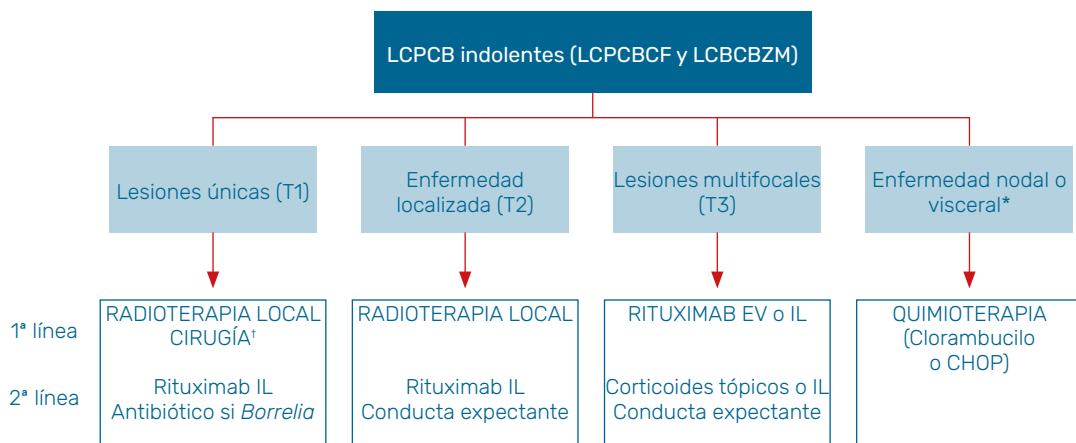 LCPCB indolentes (LCPCBCF y LCBCBZM)
Lesiones únicas (T1)
Enfermedad
localizada (T2)
Lesiones multifocales
(T3)
Enfermedad nodal o
visceral*
1ª línea
RADIOTERAPIA LOCAL
CIRUGÍA†
RADIOTERAPIA LOCAL
RITUXIMAB EV o IL
QUIMIOTERAPIA
(Clorambucilo
o CHOP)
2ª línea
Rituximab IL
Antibiótico si Borrelia
Rituximab IL
Conducta expectante
Corticoides tópicos o IL
Conducta expectante